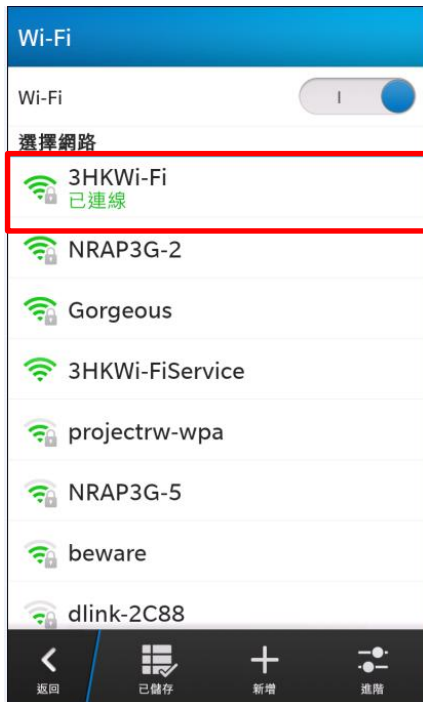 Wi-Fi
Wi-Fi
選擇網路
3HKWi-Fi
已連線
NRAP3G-2
Gorgeous
3HKWi-FiService
projectrw-wpa
NRAP3G-5
beware
dlink-2C88
返回 已儲存 新增 進階